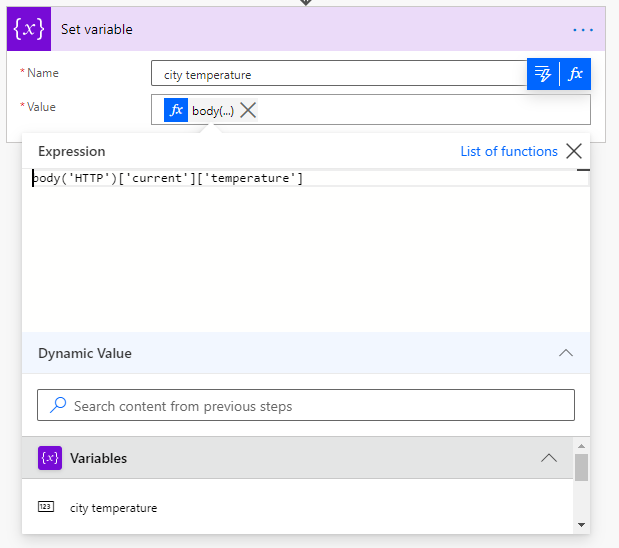 {x} Set variable ...
* Name city temperature fx
* Value fx body(...)
Expression List of functions
body('HTTP')['current']['temperature']
Dynamic Value
Search content from previous steps
{x} Variables
123 city temperature